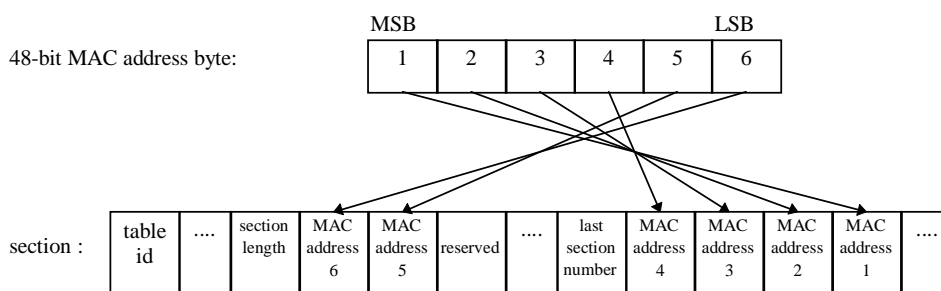 MSB LSB
48-bit MAC address byte: 1 2 3 4 5 6
section : table id .... section length MAC address 6 MAC address 5 reserved .... last section number MAC address 4 MAC address 3 MAC address 2 MAC address 1 ....